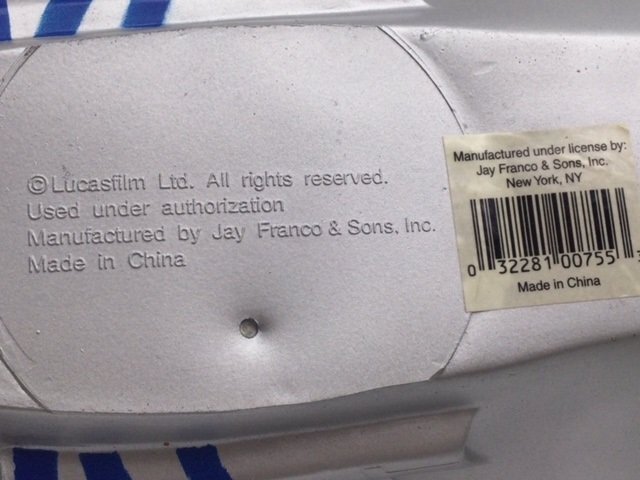 © Lucasfilm Ltd. All rights reserved.
Used under authorization
Manufactured by Jay Franco & Sons, Inc.
Made in China
Manufactured under license by:
Jay Franco & Sons, Inc.
New York, NY
0 32281 00755 3
Made in China